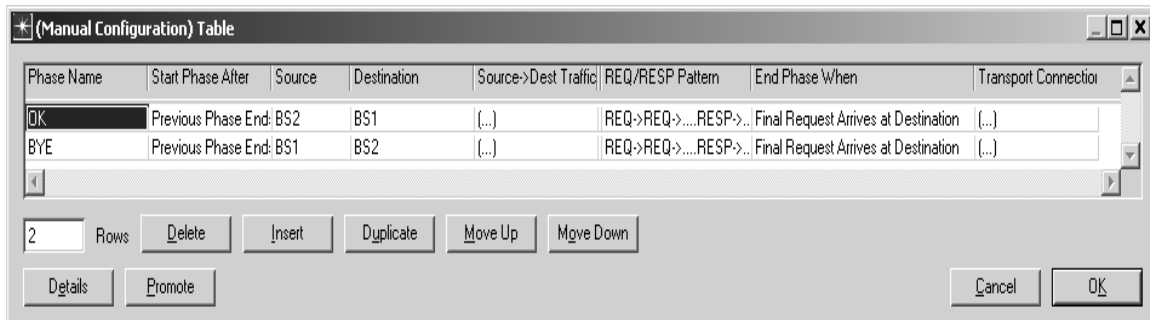 (Manual Configuration) Table
Phase Name Start Phase After Source Destination Source->Dest Traffic REQ/RESP Pattern End Phase When Transport Connection
OK Previous Phase Ends BS2 BS1 (...) REQ->REQ->....RESP->.. Final Request Arrives at Destination (...)
BYE Previous Phase Ends BS1 BS2 (...) REQ->REQ->....RESP->.. Final Request Arrives at Destination (...)
2 Rows Delete Insert Duplicate Move Up Move Down
Details Promote Cancel OK